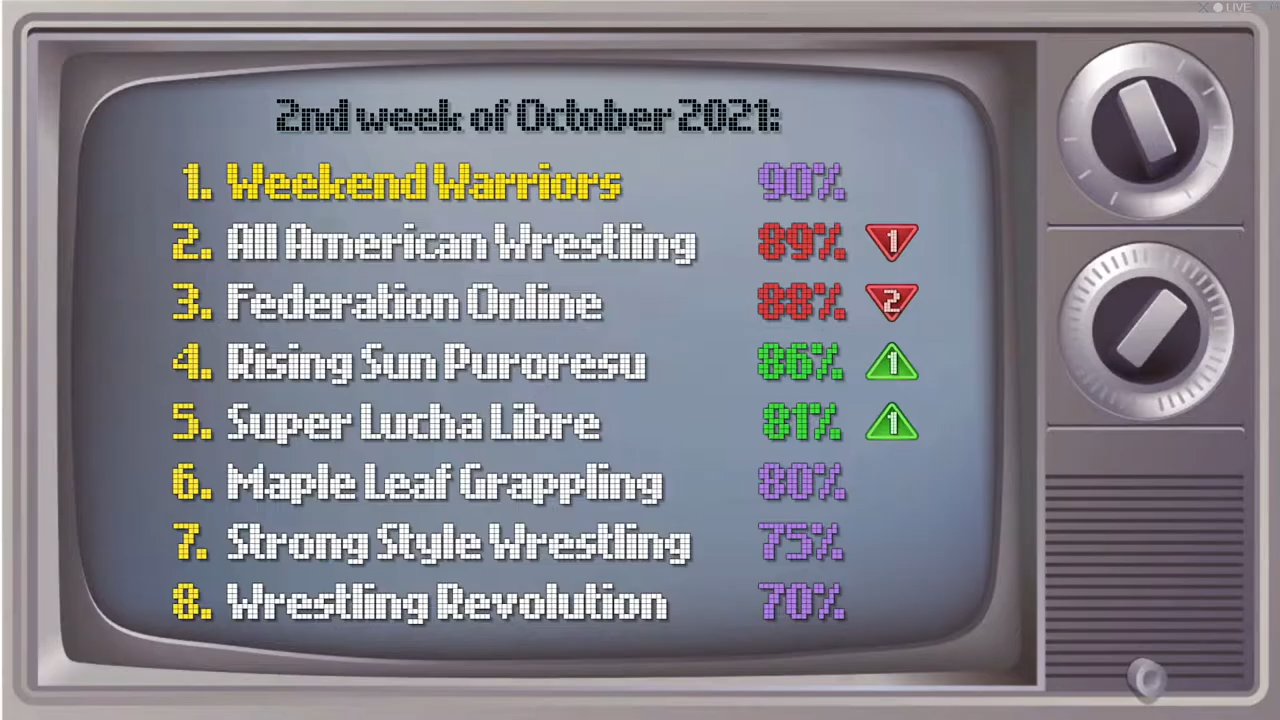 LIVE
2nd week of October 2021:
1. Weekend Warriors 90%
2. All American Wrestling 89% 1
3. Federation Online 88% 2
4. Rising Sun Puroresu 86% 1
5. Super Lucha Libre 81% 1
6. Maple Leaf Grappling 80%
7. Strong Style Wrestling 75%
8. Wrestling Revolution 70%